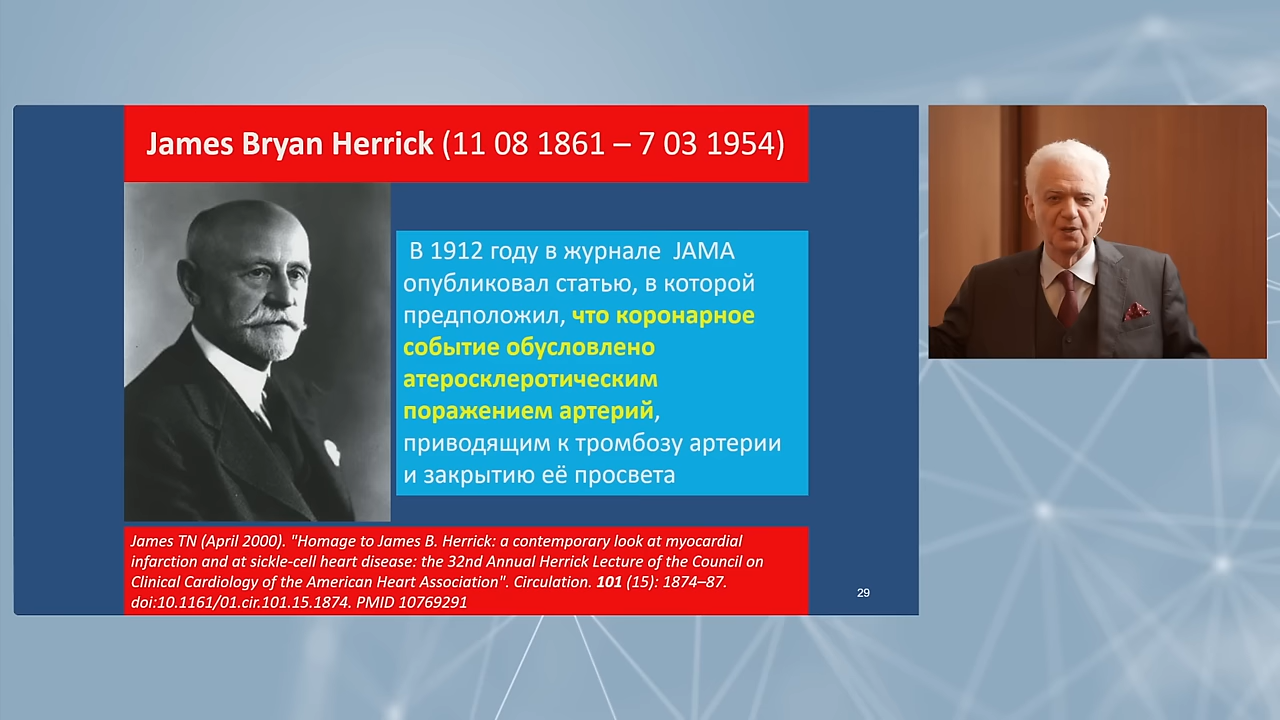 James Bryan Herrick (11 08 1861 – 7 03 1954)
В 1912 году в журнале JAMA
опубликовал статью, в которой
предположил, что коронарное
событие обусловлено
атеросклеротическим
поражением артерий,
приводящим к тромбозу артерии
и закрытию её просвета
James TN (April 2000). "Homage to James B. Herrick: a contemporary look at myocardial
infarction and at sickle-cell heart disease: the 32nd Annual Herrick Lecture of the Council on
Clinical Cardiology of the American Heart Association". Circulation. 101 (15): 1874–87.
doi:10.1161/01.cir.101.15.1874. PMID 10769291
29